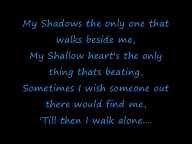 My Shadows the only one that
walks beside me,
My Shallow heart's the only
thing thats beating,
Sometimes I wish someone out
there would find me,
'Till then I walk alone....